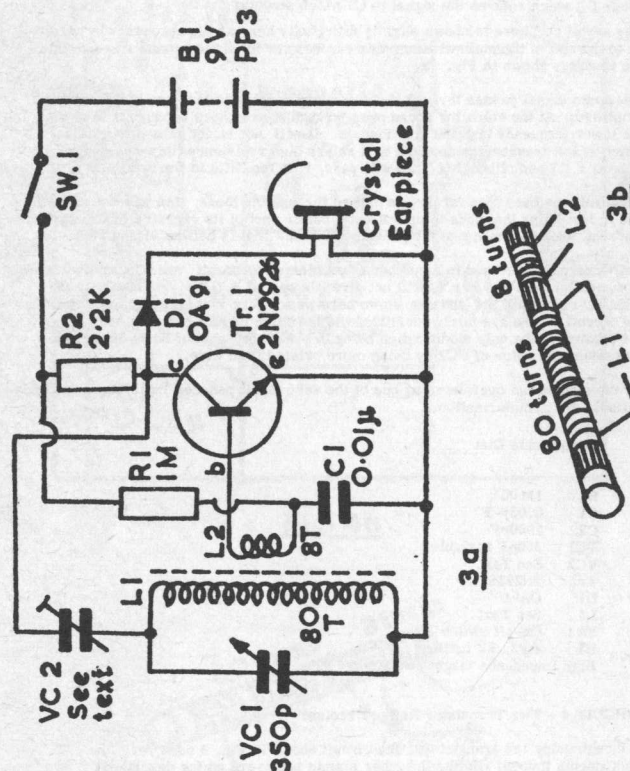 VC 2
See
text
R2
2·2K
SW.1
B1
9V
PP3
R1
1M
D1
OA91
L1
L2
b
c
Tr.1
e
2N2926
VC 1
350p
80
T
8T
C1
0.01µ
Crystal
Earpiece
3a
80 turns
8 turns
L1
L2
3b